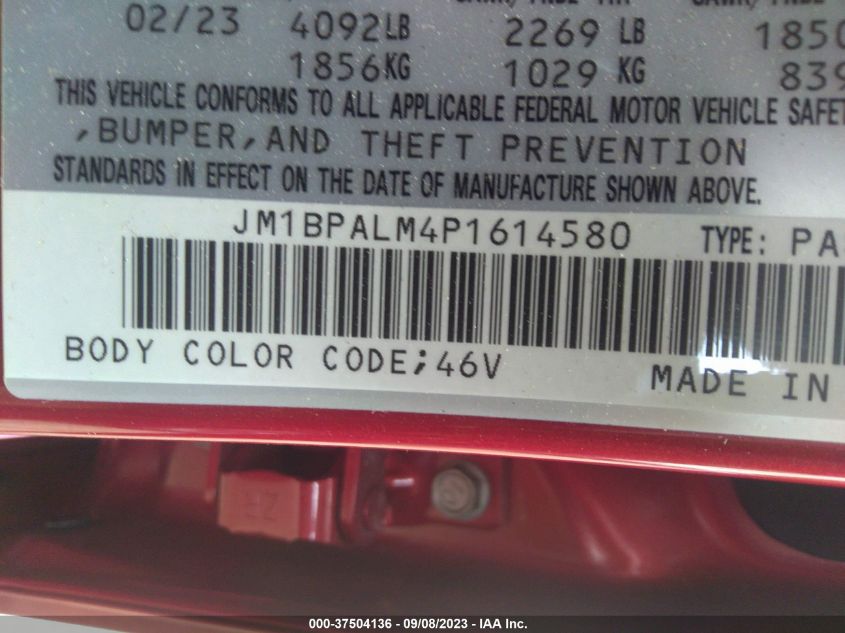 02/23 4092LB 2269 LB 1850
1856KG 1029 KG 839
THIS VEHICLE CONFORMS TO ALL APPLICABLE FEDERAL MOTOR VEHICLE SAFET
,BUMPER,AND THEFT PREVENTION
STANDARDS IN EFFECT ON THE DATE OF MANUFACTURE SHOWN ABOVE.
JM1BPALM4P1614580 TYPE: PA
BODY COLOR CODE;46V MADE IN
000-37504136 - 09/08/2023 - IAA Inc.